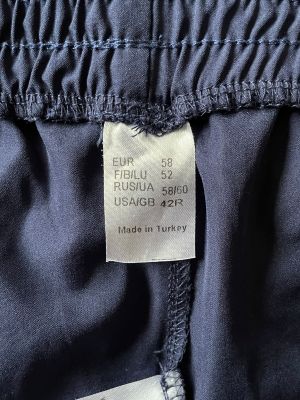 EUR 58
F/B/LU 52
RUS/UA 58/60
USA/GB 42R
Made in Turkey